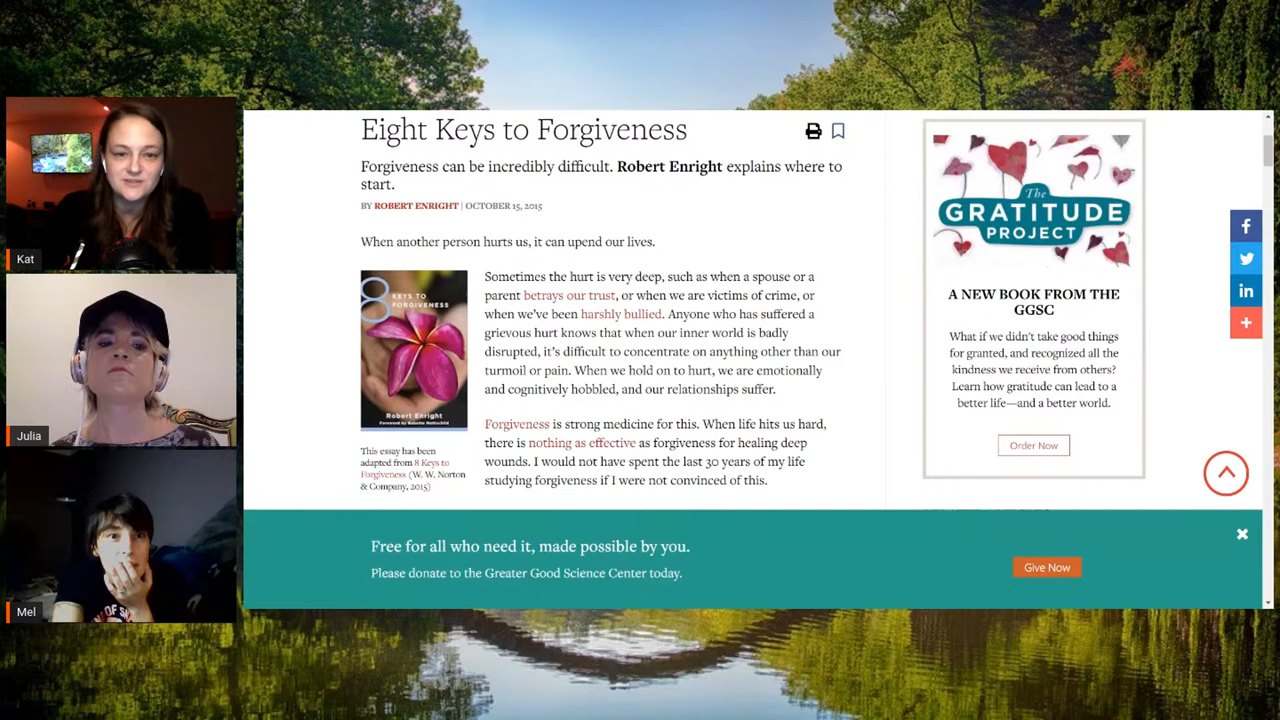 Kat
Julia
Mel
Eight Keys to Forgiveness
Forgiveness can be incredibly difficult. Robert Enright explains where to
start.
BY ROBERT ENRIGHT | OCTOBER 15, 2015
When another person hurts us, it can upend our lives.
8 KEYS TO
FORGIVENESS
Robert Enright
Foreword by Babette Rothschild
This essay has been
adapted from 8 Keys to
Forgiveness (W. W. Norton
& Company, 2015)
Sometimes the hurt is very deep, such as when a spouse or a
parent betrays our trust, or when we are victims of crime, or
when we've been harshly bullied. Anyone who has suffered a
grievous hurt knows that when our inner world is badly
disrupted, it's difficult to concentrate on anything other than our
turmoil or pain. When we hold on to hurt, we are emotionally
and cognitively hobbled, and our relationships suffer.
Forgiveness is strong medicine for this. When life hits us hard,
there is nothing as effective as forgiveness for healing deep
wounds. I would not have spent the last 30 years of my life
studying forgiveness if I were not convinced of this.
The
GRATITUDE
PROJECT
A NEW BOOK FROM THE
GGSC
What if we didn't take good things
for granted, and recognized all the
kindness we receive from others?
Learn how gratitude can lead to a
better life—and a better world.
Order Now
Free for all who need it, made possible by you.
Please donate to the Greater Good Science Center today.
Give Now